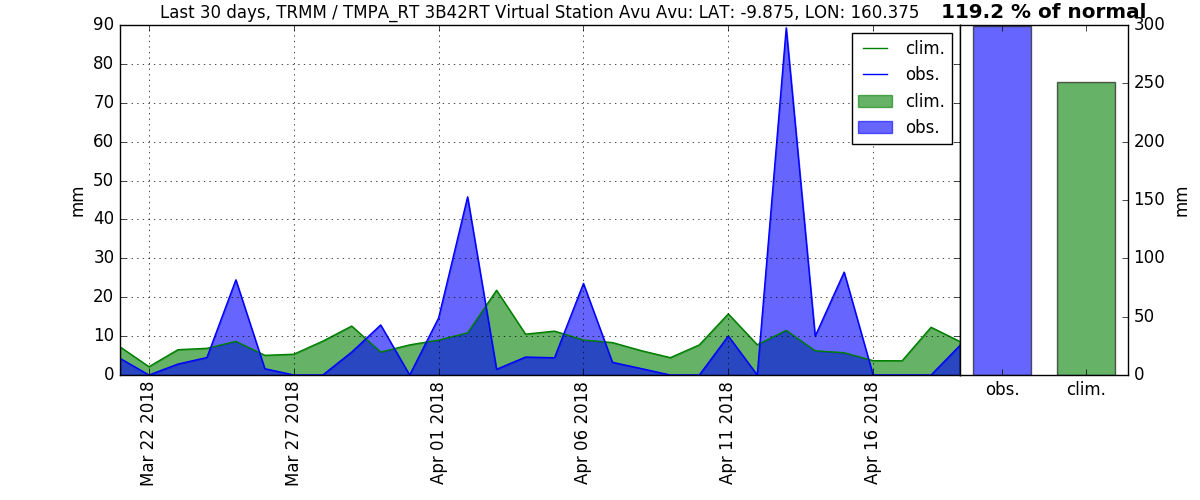 Last 30 days, TRMM / TMPA_RT 3B42RT Virtual Station Avu Avu: LAT: -9.875, LON: 160.375
119.2 % of normal
90
80
70
60
50
40
30
20
10
0
mm
clim.
obs.
clim.
obs.
300
250
200
150
100
50
0
mm
Mar 22 2018
Mar 27 2018
Apr 01 2018
Apr 06 2018
Apr 11 2018
Apr 16 2018
obs.
clim.